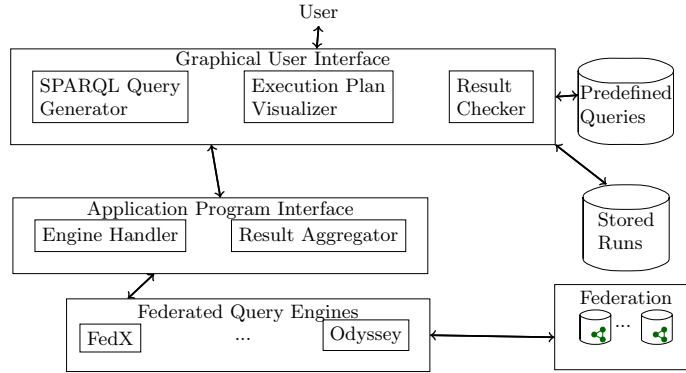 User
Graphical User Interface
SPARQL Query
Generator
Execution Plan
Visualizer
Result
Checker
Predefined
Queries
Application Program Interface
Engine Handler
Result Aggregator
Stored
Runs
Federated Query Engines
FedX
...
Odyssey
Federation
...